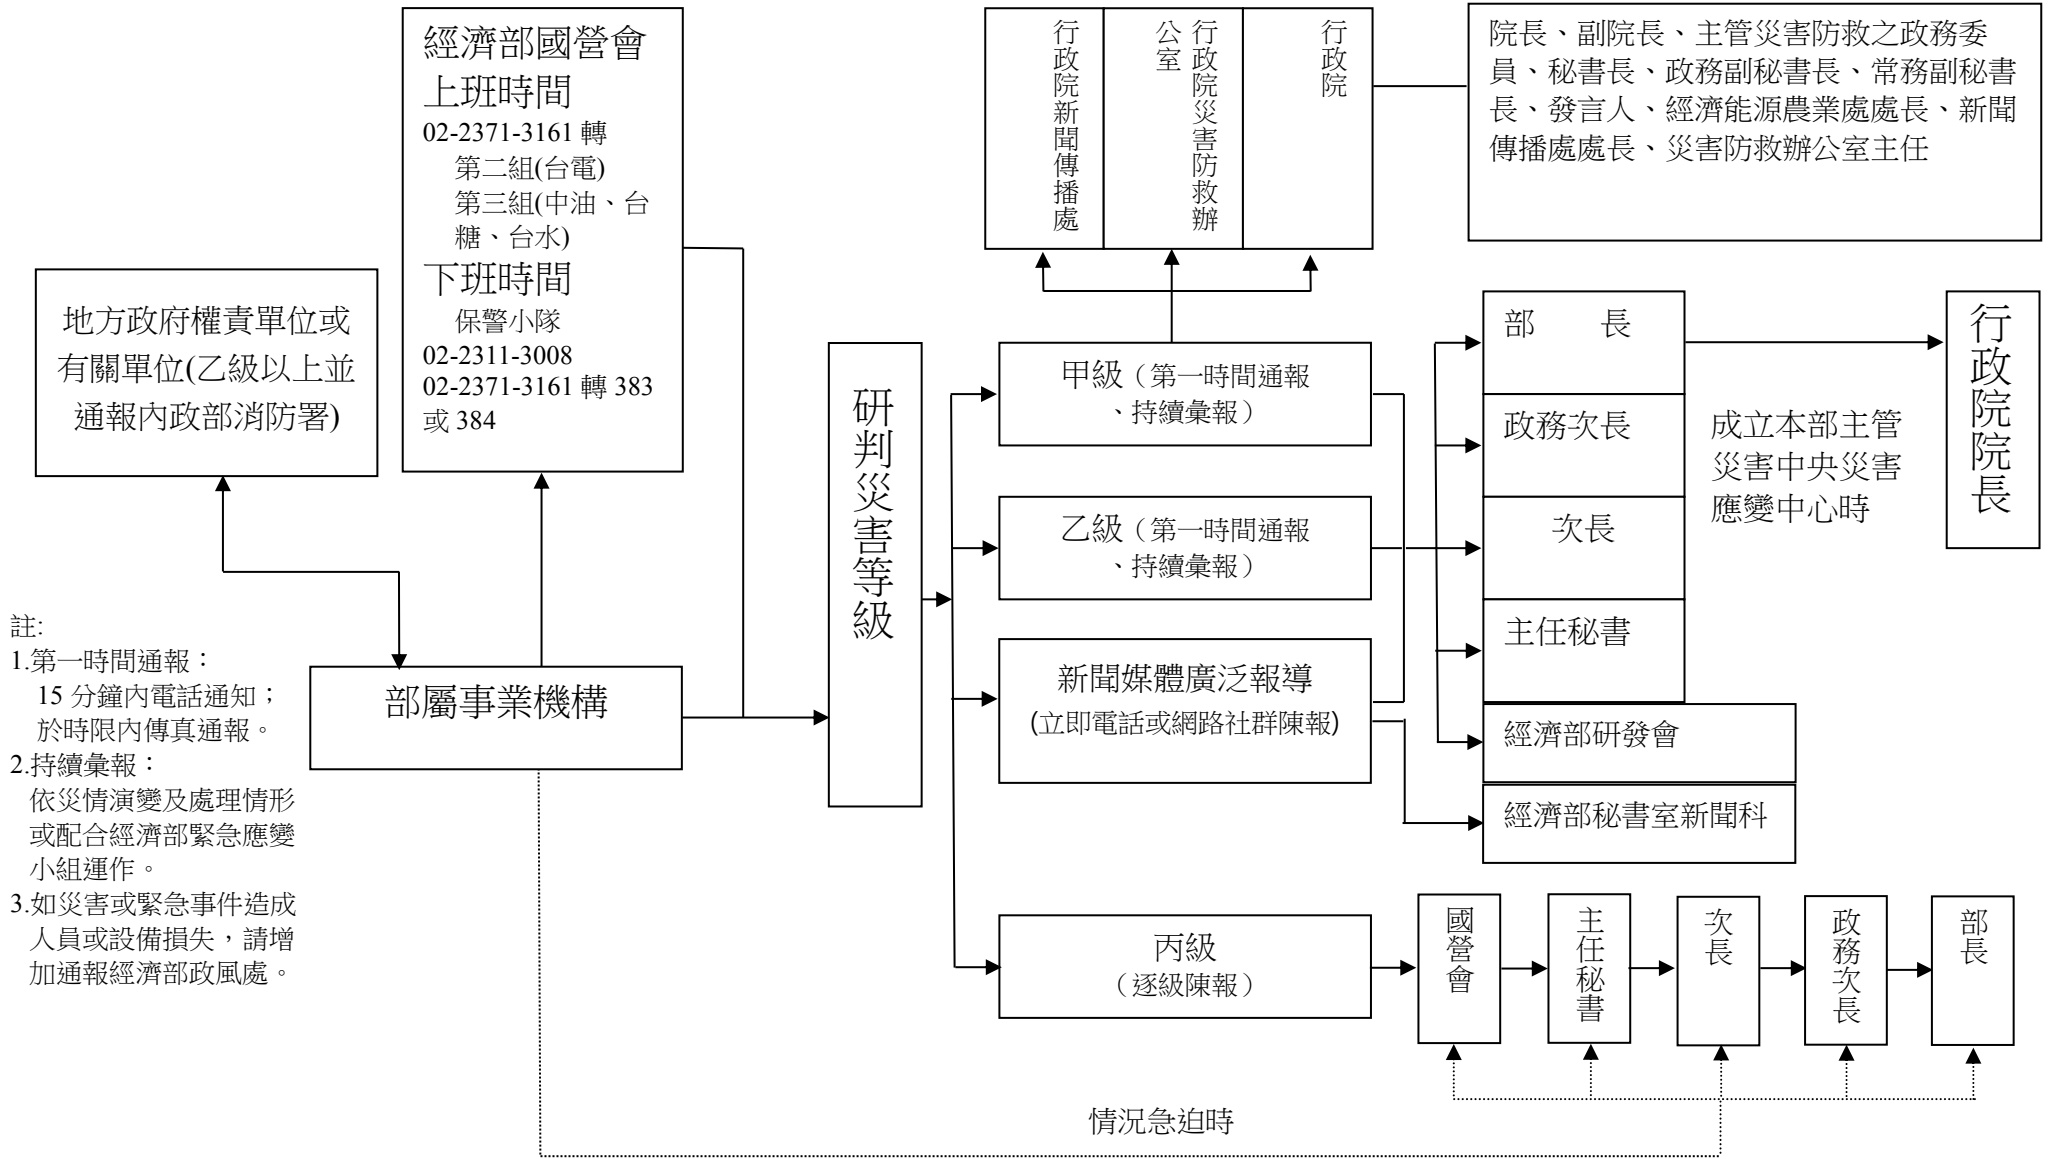 經濟部國營會
上班時間
02-2371-3161 轉
第二組(台電)
第三組(中油、台
糖、台水)
下班時間
保警小隊
02-2311-3008
02-2371-3161 轉 383
或 384
行政院新聞傳播處
行政院災害防救辦
公室
行政院
院長、副院長、主管災害防救之政務委
員、秘書長、政務副秘書長、常務副秘書
長、發言人、經濟能源農業處處長、新聞
傳播處處長、災害防救辦公室主任
地方政府權責單位或
有關單位(乙級以上並
通報內政部消防署)
部屬事業機構
註:
1.第一時間通報：
15 分鐘內電話通知；
於時限內傳真通報。
2.持續彙報：
依災情演變及處理情形
或配合經濟部緊急應變
小組運作。
3.如災害或緊急事件造成
人員或設備損失，請增
加通報經濟部政風處。
研判災害等級
甲級（第一時間通報
、持續彙報）
乙級（第一時間通報
、持續彙報）
新聞媒體廣泛報導
(立即電話或網路社群陳報)
丙級
（逐級陳報）
部　　長
政務次長
次長
主任秘書
經濟部研發會
經濟部秘書室新聞科
成立本部主管
災害中央災害
應變中心時
行政院院長
國營會
主任秘書
次長
政務次長
部長
情況急迫時